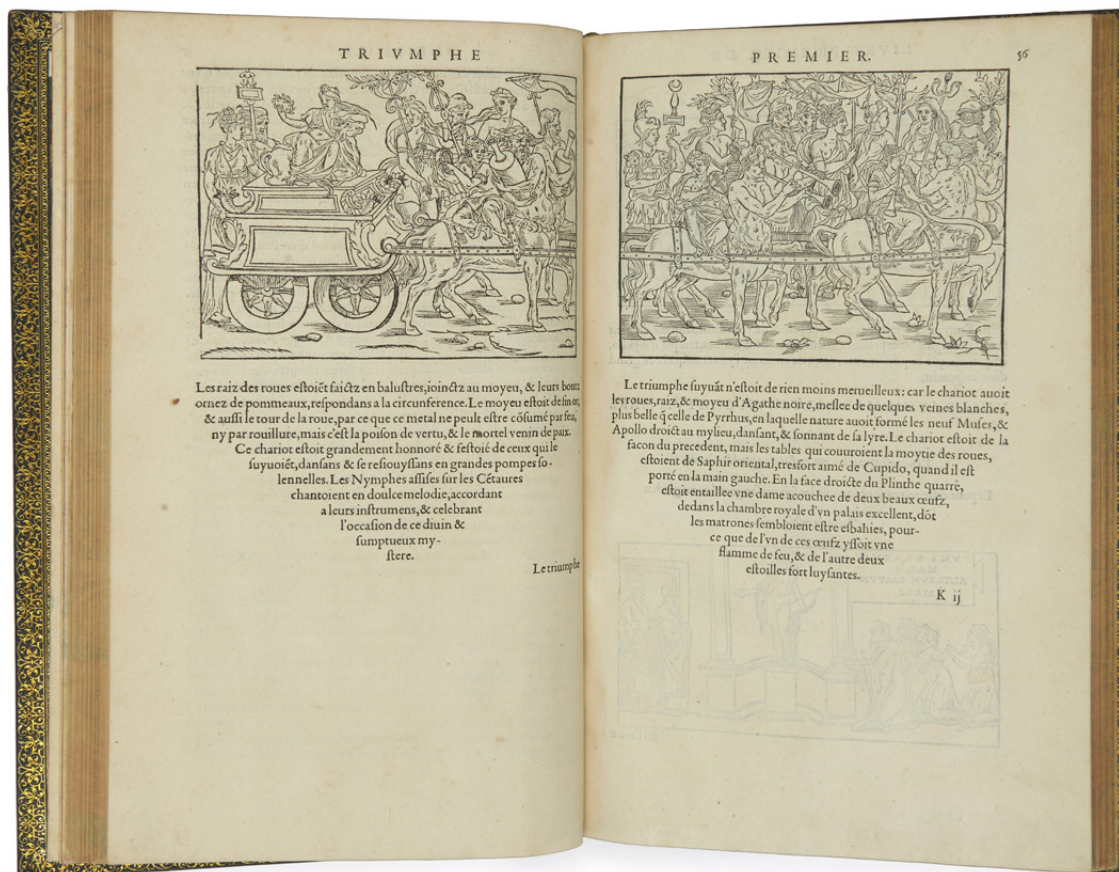 TRIVMPHE
Les raiz des roues eſtoiẽt faictz en baluſtres, ioinctz au moyeu, & leurs boutz
ornez de pommeaux, reſpondans a la circunference. Le moyeu eſtoit de fin or,
& auſſi le tour de la roue, par ce que ce metal ne peult eſtre cõſumé par feu,
ny par rouillure, mais c'eſt la poiſon de vertu, & le mortel venin de paix.
Ce chariot eſtoit grandement honnoré & feſtoié de ceux qui le
ſuyuoiẽt, danſans & ſe reſiouyſſans en grandes pompes ſo-
lennelles. Les Nymphes aſſiſes ſur les Cẽtaures
chantoient en doulce melodie, accordant
a leurs inſtrumens, & celebrant
l'occaſion de ce diuin &
ſumptueux my-
ſtere.
Le triumphe
PREMIER.
56
Le triumphe ſuyuãt n'eſtoit de rien moins merueilleux: car le chariot auoit
les roues, raiz, & moyeu d'Agathe noire, meſlee de quelques veines blanches,
plus belle q̃ celle de Pyrrhus, en laquelle nature auoit formé les neuf Muſes, &
Apollo droict au mylieu, danſant, & ſonnant de ſa lyre. Le chariot eſtoit de la
facon du precedent, mais les tables qui couuroient la moytie des roues,
eſtoient de Saphir oriental, treſfort aimé de Cupido, quand il eſt
porté en la main gauche. En la face droicte du Plinthe quarré,
eſtoit entaillee vne dame acouchee de deux beaux œufz,
dedans la chambre royale d'vn palais excellent, dõt
les matrones ſembloient eſtre eſbahies, pour-
ce que de l'vn de ces œufz yſſoit vne
flamme de feu, & de l'autre deux
eſtoilles fort luyſantes.
K ij